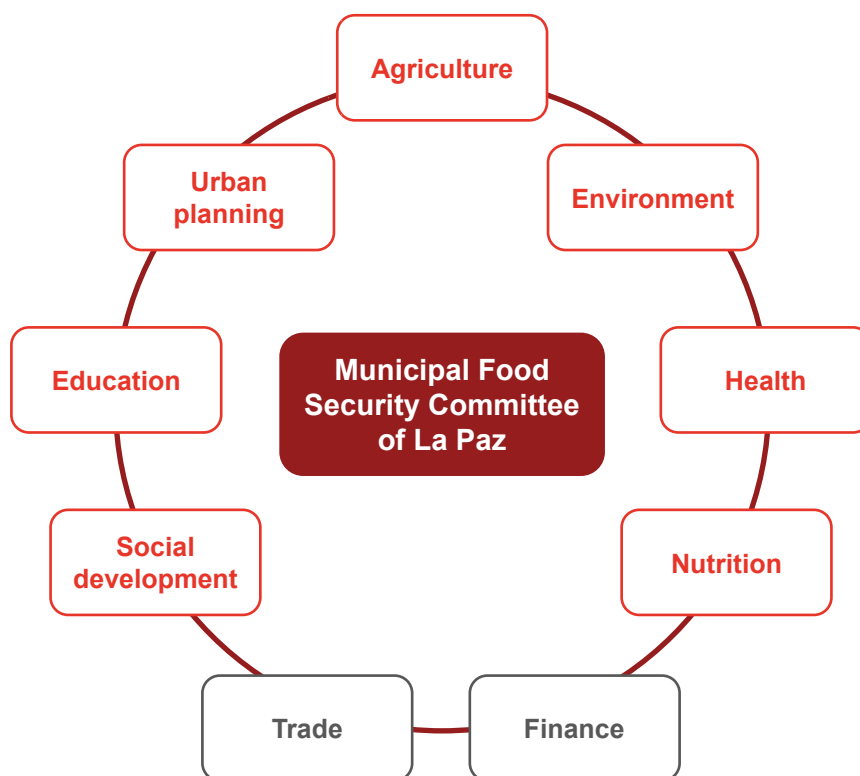 Agriculture
Urban
planning
Environment
Education
Municipal Food
Security Committee
of La Paz
Health
Social
development
Nutrition
Trade
Finance